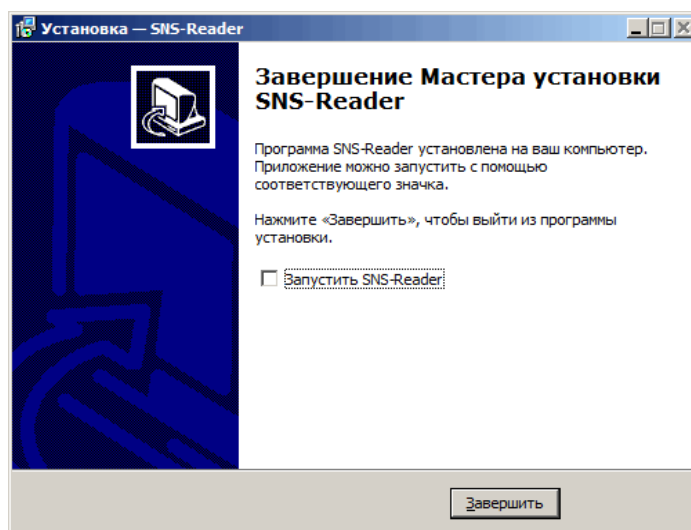 Установка — SNS-Reader
Завершение Мастера установки
SNS-Reader
Программа SNS-Reader установлена на ваш компьютер.
Приложение можно запустить с помощью
соответствующего значка.
Нажмите «Завершить», чтобы выйти из программы
установки.
Запустить SNS-Reader
Завершить